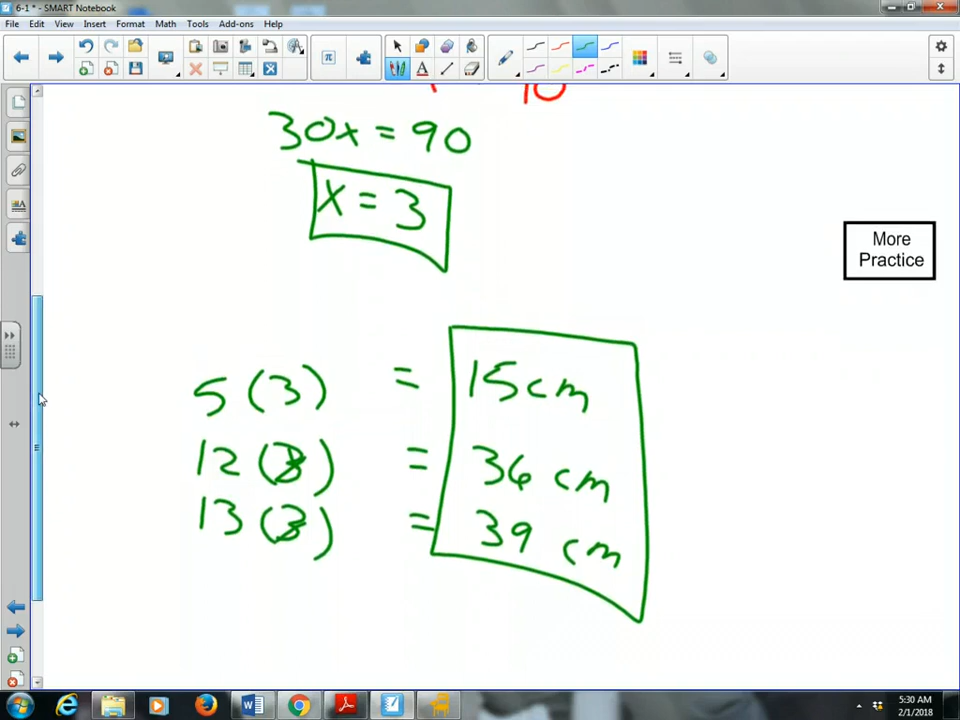 6-1 * - SMART Notebook
File Edit View Insert Format Math Tools Add-ons Help
10
30x = 90
x = 3
More
Practice
5 (3) = 15cm
12 (3) = 36 cm
13 (3) = 39 cm
5:30 AM
2/1/2018